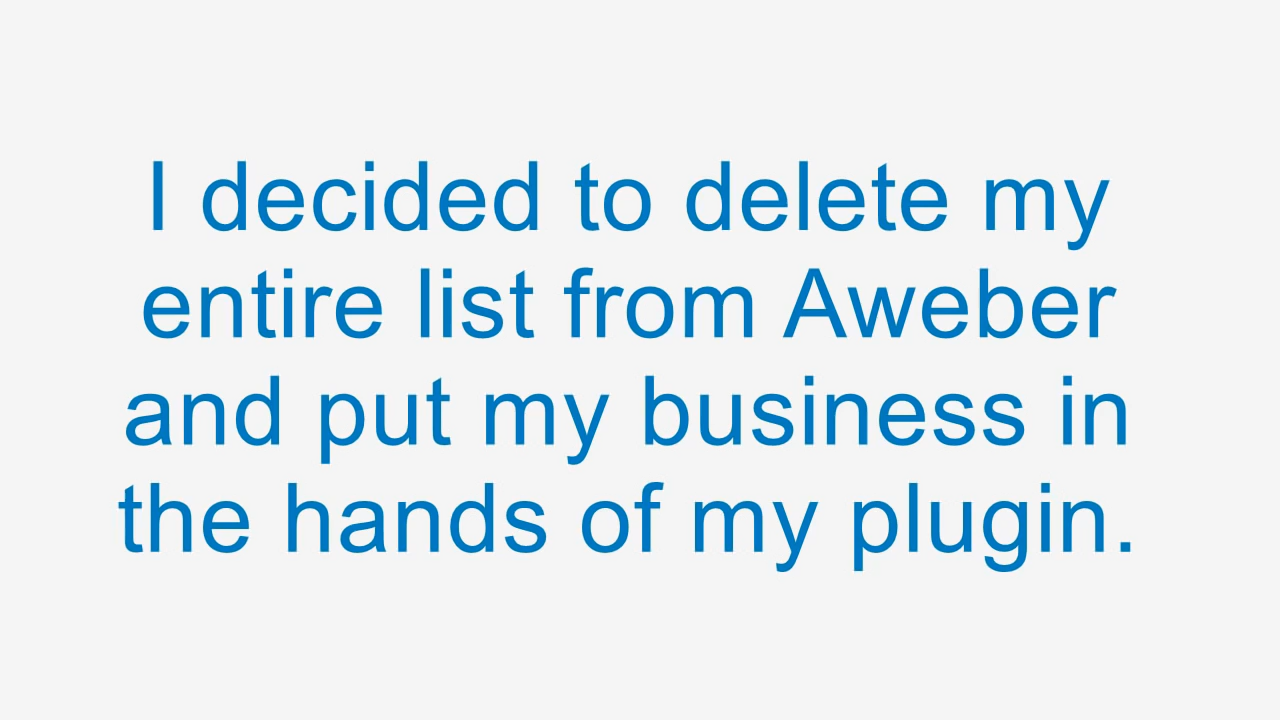 I decided to delete my
entire list from Aweber
and put my business in
the hands of my plugin.